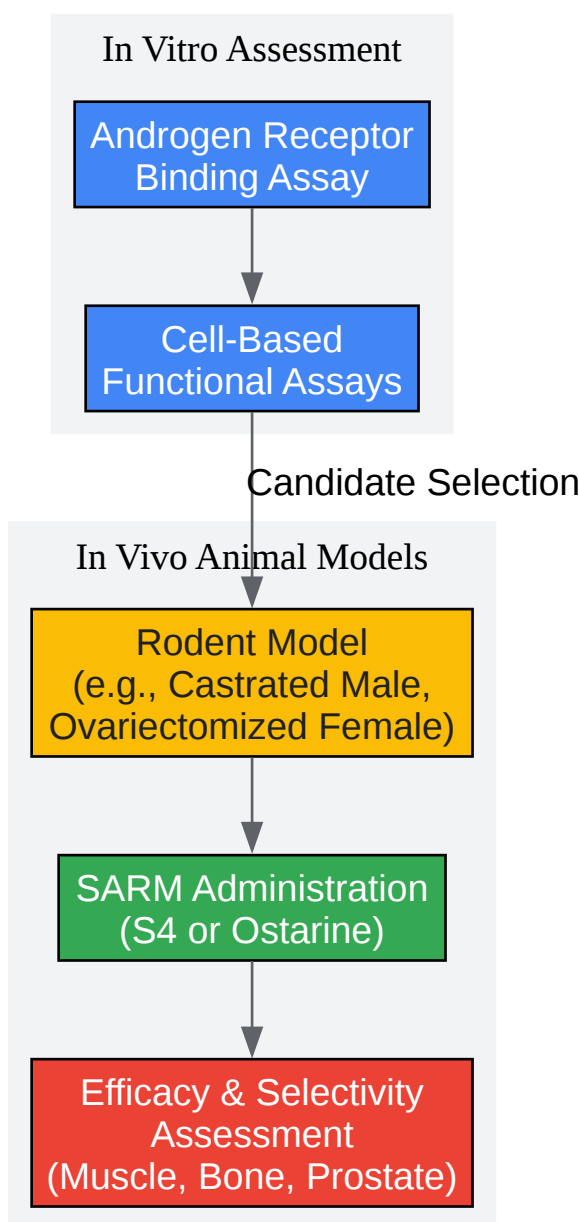 In Vitro Assessment
Androgen Receptor
Binding Assay
Cell-Based
Functional Assays
Candidate Selection
In Vivo Animal Models
Rodent Model
(e.g., Castrated Male,
Ovariectomized Female)
SARM Administration
(S4 or Ostarine)
Efficacy & Selectivity
Assessment
(Muscle, Bone, Prostate)